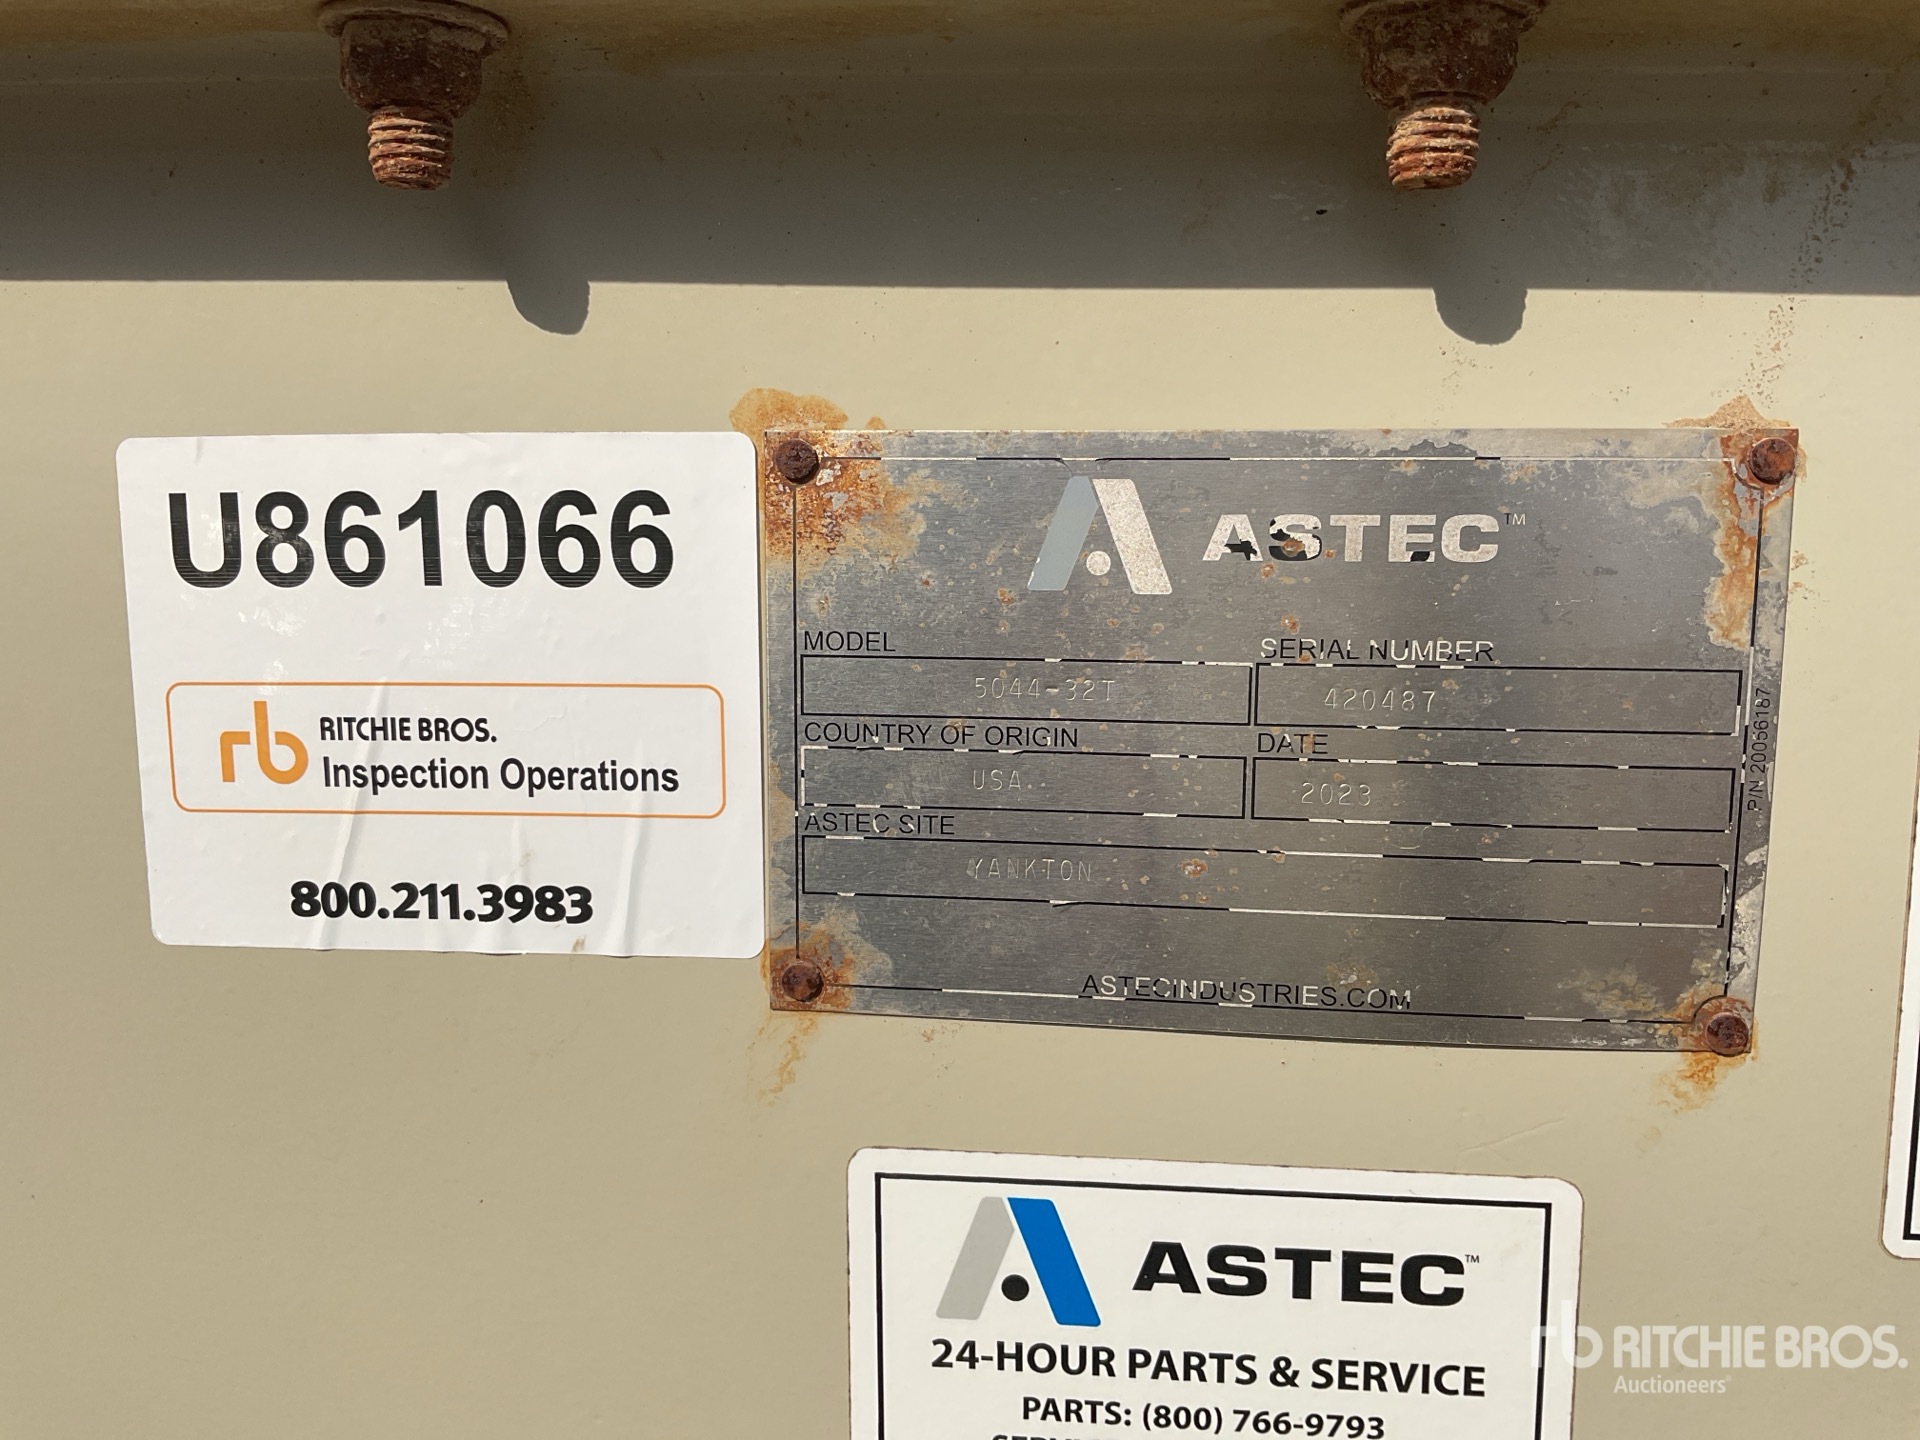 U861066
rb RITCHIE BROS.
Inspection Operations
800.211.3983
ASTEC™
MODEL
5044-32T
SERIAL NUMBER
420487
COUNTRY OF ORIGIN
USA
DATE
2023
ASTEC SITE
YANKTON
P/N 20056187
ASTECINDUSTRIES.COM
ASTEC™
24-HOUR PARTS & SERVICE
PARTS: (800) 766-9793
rb RITCHIE BROS.
Auctioneers